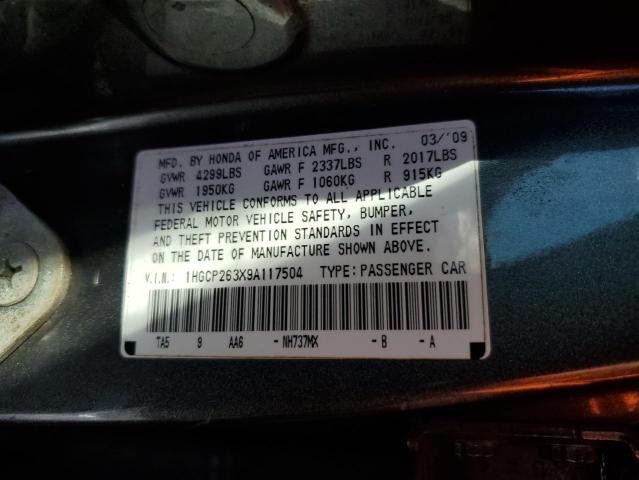 MFD. BY HONDA OF AMERICA MFG., INC. 03/'09
GVWR 4299LBS GAWR F 2337LBS R 2017LBS
GVWR 1950KG GAWR F 1060KG R 915KG
THIS VEHICLE CONFORMS TO ALL APPLICABLE
FEDERAL MOTOR VEHICLE SAFETY, BUMPER,
AND THEFT PREVENTION STANDARDS IN EFFECT
ON THE DATE OF MANUFACTURE SHOWN ABOVE.
V.I.N.: 1HGCP263X9A117504 TYPE: PASSENGER CAR
TA5 9 AA6 -NH737MX -B -A